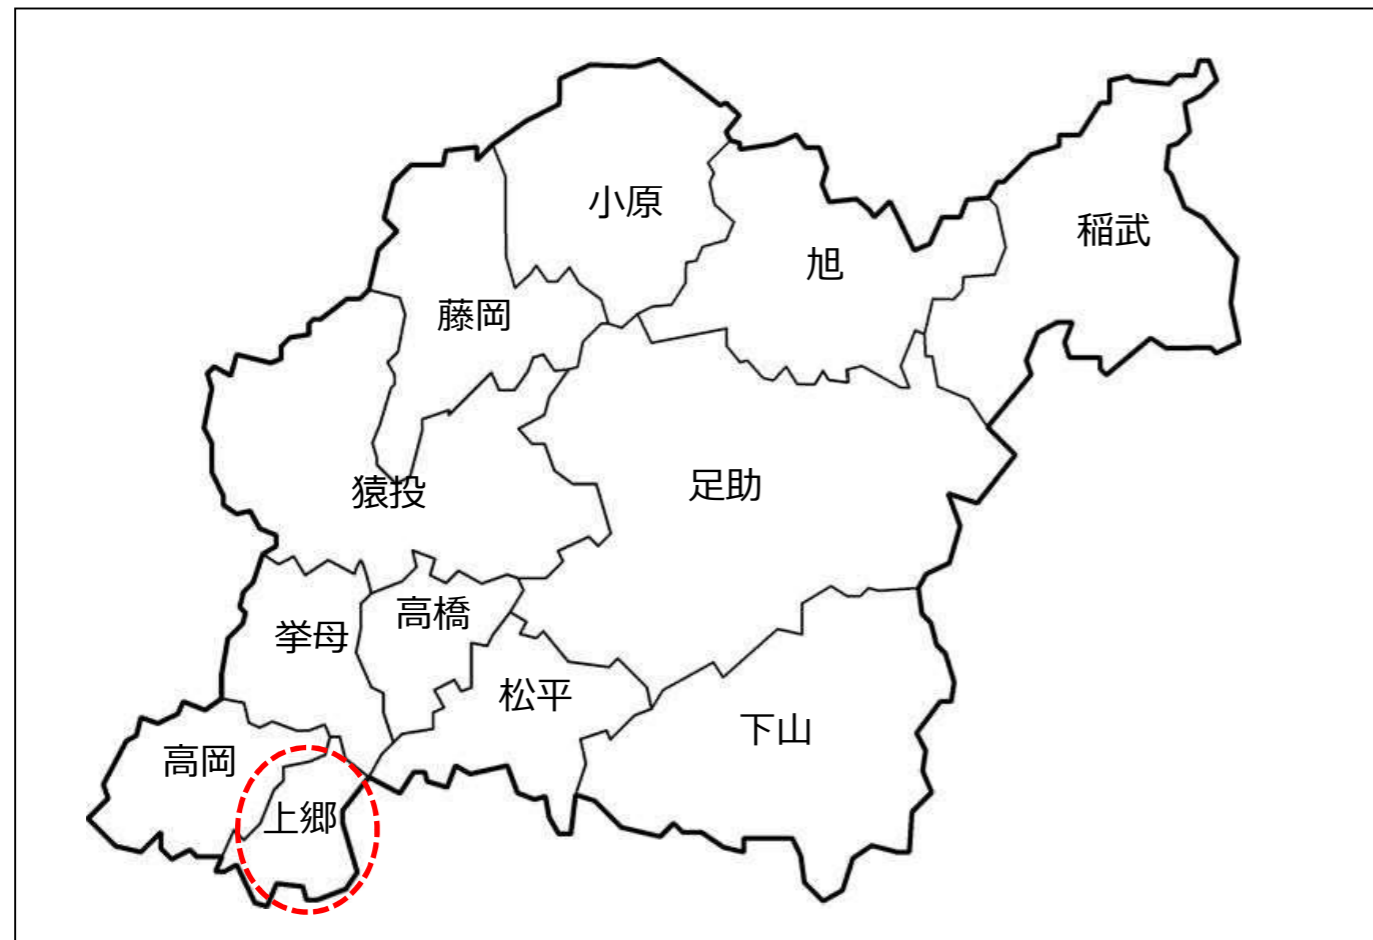 小原
稲武
旭
藤岡
足助
猿投
高橋
挙母
松平
下山
高岡
上郷